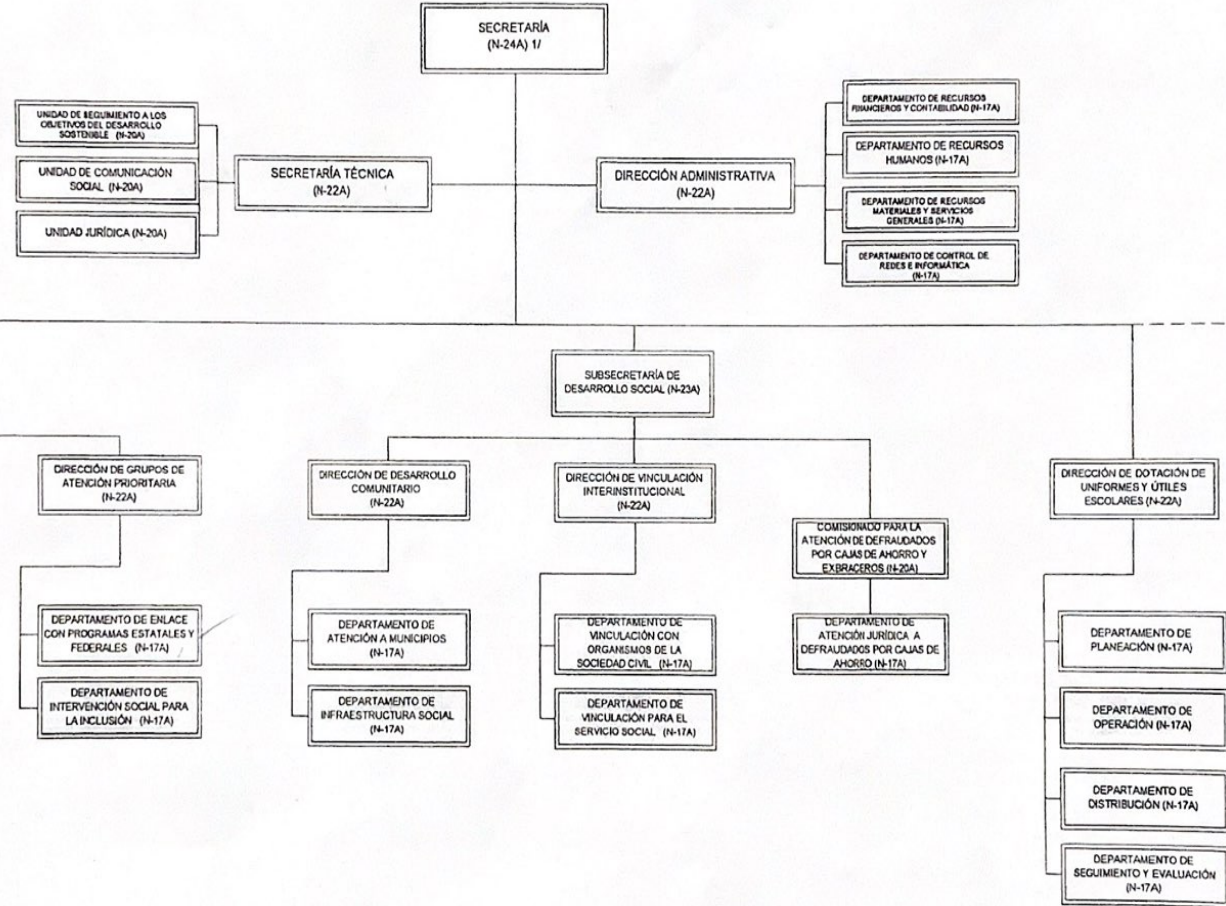 SECRETARÍA
(N-24A) 1/
UNIDAD DE SEGUIMIENTO A LOS
OBJETIVOS DEL DESARROLLO
SOSTENIBLE (N-20A)
UNIDAD DE COMUNICACIÓN
SOCIAL (N-20A)
UNIDAD JURÍDICA (N-20A)
SECRETARÍA TÉCNICA
(N-22A)
DIRECCIÓN ADMINISTRATIVA
(N-22A)
DEPARTAMENTO DE RECURSOS
FINANCIEROS Y CONTABILIDAD (N-17A)
DEPARTAMENTO DE RECURSOS
HUMANOS (N-17A)
DEPARTAMENTO DE RECURSOS
MATERIALES Y SERVICIOS
GENERALES (N-17A)
DEPARTAMENTO DE CONTROL DE
REDES E INFORMÁTICA
(N-17A)
SUBSECRETARÍA DE
DESARROLLO SOCIAL (N-23A)
DIRECCIÓN DE GRUPOS DE
ATENCIÓN PRIORITARIA
(N-22A)
DEPARTAMENTO DE ENLACE
CON PROGRAMAS ESTATALES Y
FEDERALES (N-17A)
DEPARTAMENTO DE
INTERVENCIÓN SOCIAL PARA
LA INCLUSIÓN (N-17A)
DIRECCIÓN DE DESARROLLO
COMUNITARIO
(N-22A)
DEPARTAMENTO DE
ATENCIÓN A MUNICIPIOS
(N-17A)
DEPARTAMENTO DE
INFRAESTRUCTURA SOCIAL
(N-17A)
DIRECCIÓN DE VINCULACIÓN
INTERINSTITUCIONAL
(N-22A)
DEPARTAMENTO DE
VINCULACIÓN CON
ORGANISMOS DE LA
SOCIEDAD CIVIL (N-17A)
DEPARTAMENTO DE
VINCULACIÓN PARA EL
SERVICIO SOCIAL (N-17A)
COMISIONADO PARA LA
ATENCIÓN DE DEFRAUDADOS
POR CAJAS DE AHORRO Y
EXBRACEROS (N-20A)
DEPARTAMENTO DE
ATENCIÓN JURÍDICA A
DEFRAUDADOS POR CAJAS DE
AHORRO (N-17A)
DIRECCIÓN DE DOTACIÓN DE
UNIFORMES Y ÚTILES
ESCOLARES (N-22A)
DEPARTAMENTO DE
PLANEACIÓN (N-17A)
DEPARTAMENTO DE
OPERACIÓN (N-17A)
DEPARTAMENTO DE
DISTRIBUCIÓN (N-17A)
DEPARTAMENTO DE
SEGUIMIENTO Y EVALUACIÓN
(N-17A)